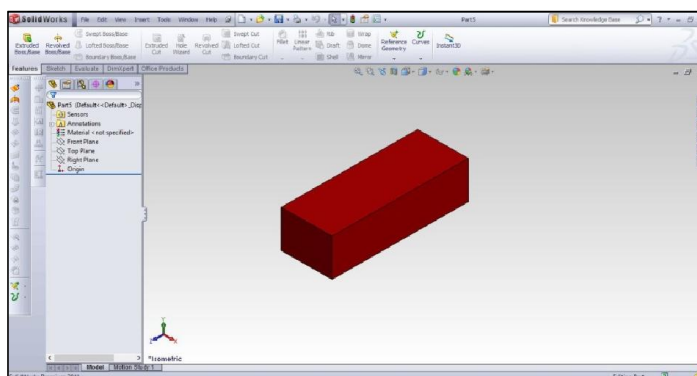 SolidWorks File Edit View Insert Tools Window Help Part5 Search Knowledge Base
Extruded Boss/Base
Revolved Boss/Base
Swept Boss/Base
Lofted Boss/Base
Boundary Boss/Base
Extruded Cut
Hole Wizard
Revolved Cut
Swept Cut
Lofted Cut
Boundary Cut
Fillet
Linear Pattern
Rib
Draft
Shell
Wrap
Dome
Mirror
Reference Geometry
Curves
Instant3D
Features Sketch Evaluate DimXpert Office Products
Part5 (Default<<Default>_Disp
Sensors
Annotations
Material <not specified>
Front Plane
Top Plane
Right Plane
Origin
*Isometric
Model Motion Study 1